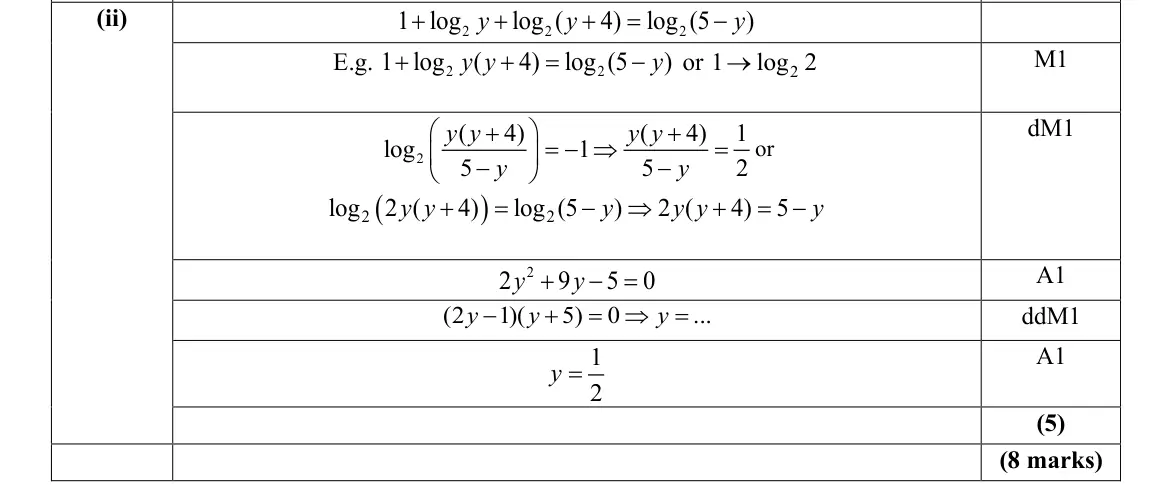 (ii) 1 + log₂ y + log₂ (y + 4) = log₂ (5 − y)
E.g. 1 + log₂ y(y + 4) = log₂ (5 − y) or 1 → log₂ 2 M1
log₂ (y(y + 4)/(5 − y)) = −1 ⇒ y(y + 4)/(5 − y) = 1/2 or dM1
log₂ (2y(y + 4)) = log₂ (5 − y) ⇒ 2y(y + 4) = 5 − y
2y² + 9y − 5 = 0 A1
(2y − 1)(y + 5) = 0 ⇒ y = ... ddM1
y = 1/2 A1
(5)
(8 marks)